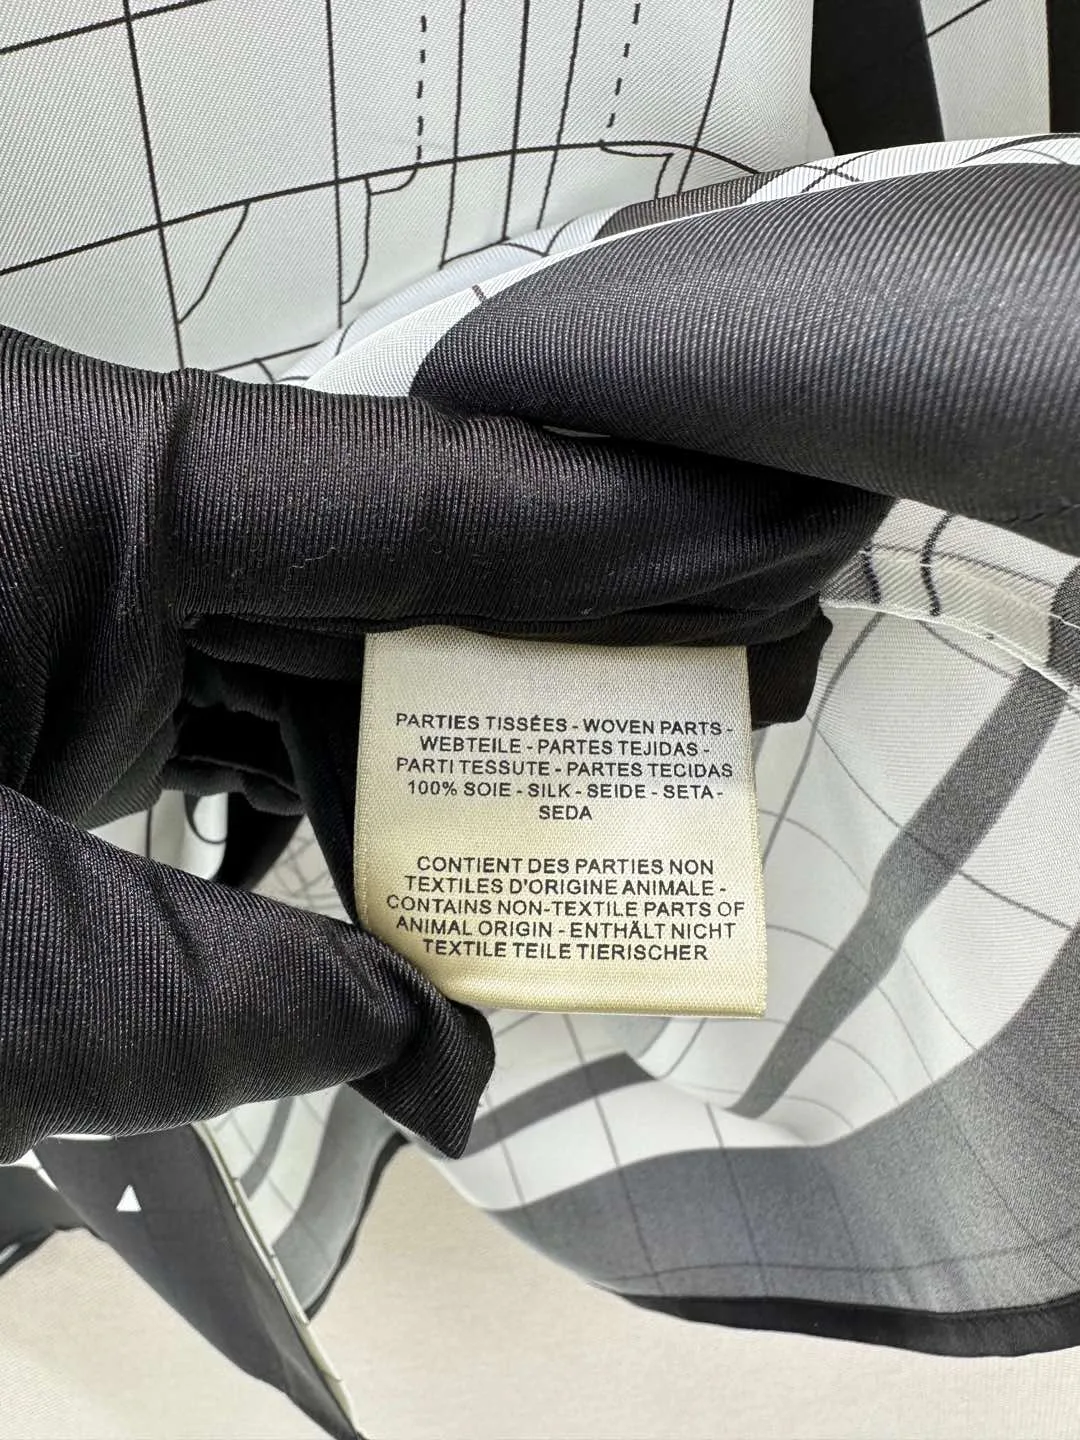 PARTIES TISSÉES - WOVEN PARTS -
WEBTEILE - PARTES TEJIDAS -
PARTI TESSUTE - PARTES TECIDAS
100% SOIE - SILK - SEIDE - SETA -
SEDA
CONTIENT DES PARTIES NON
TEXTILES D'ORIGINE ANIMALE -
CONTAINS NON-TEXTILE PARTS OF
ANIMAL ORIGIN - ENTHÄLT NICHT
TEXTILE TEILE TIERISCHER